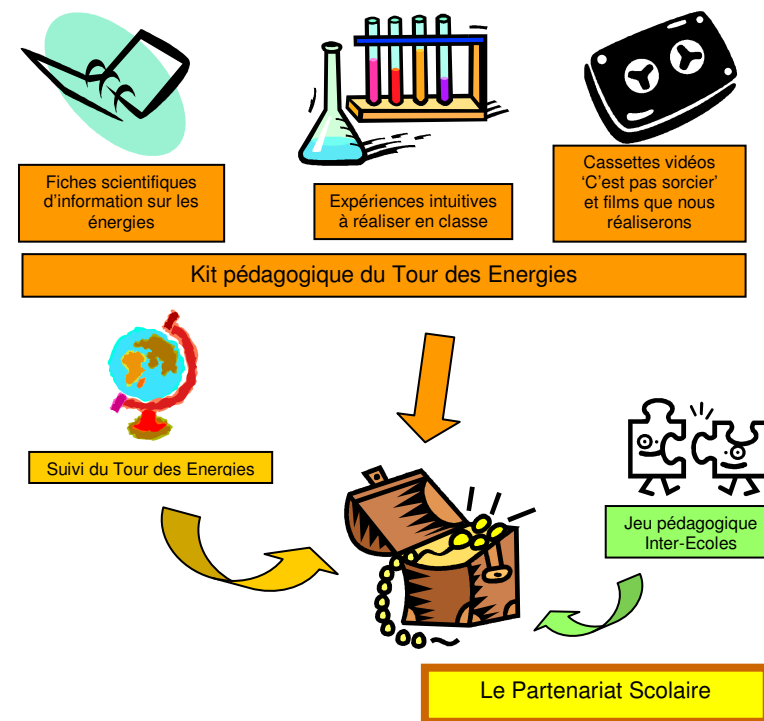 Fiches scientifiques
d'information sur les
énergies
Expériences intuitives
à réaliser en classe
Cassettes vidéos
‘C'est pas sorcier’
et films que nous
réaliserons
Kit pédagogique du Tour des Energies
Suivi du Tour des Energies
Jeu pédagogique
Inter-Ecoles
Le Partenariat Scolaire